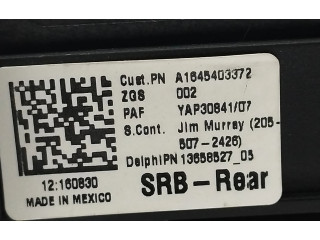 Cust.PN A1645403372
ZGS 002
PAF YAP30841/07
S.Cont. Jim Murray (205-
507-2426)
DelphiPN 13658527_05
12:160830
MADE IN MEXICO
SRB-Rear